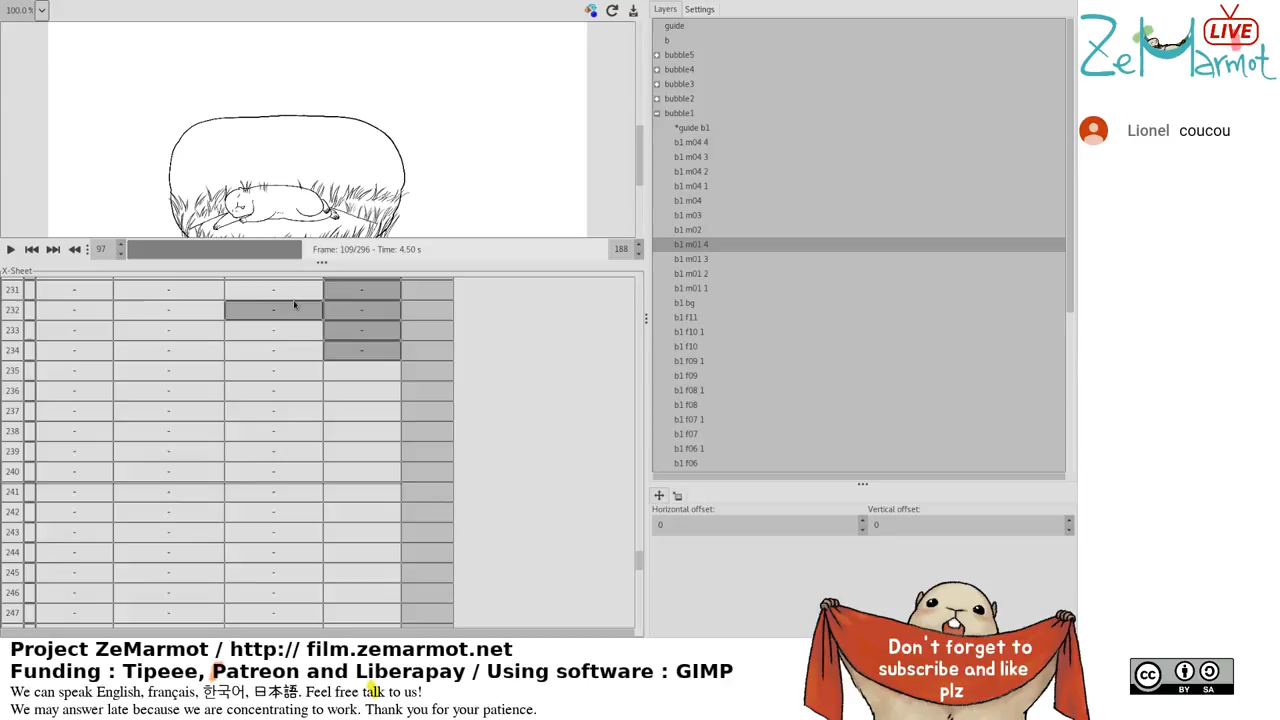 100.0 %
Layers Settings
guide
b
bubble5
bubble4
bubble3
bubble2
bubble1
*guide b1
b1 m04 4
b1 m04 3
b1 m04 2
b1 m04 1
b1 m04
b1 m03
b1 m02
b1 m01 4
b1 m01 3
b1 m01 2
b1 m01 1
b1 bg
b1 f11
b1 f10 1
b1 f10
b1 f09 1
b1 f09
b1 f08 1
b1 f08
b1 f07 1
b1 f07
b1 f06 1
b1 f06
97 Frame: 109/296 - Time: 4.50 s 188
X-Sheet
231 - - - -
232 - - - -
233 - - - -
234 - - - -
235 - - -
236 - - -
237 - - -
238 - - -
239 - - -
240 - - -
241 - - -
242 - - -
243 - - -
244 - - -
245 - - -
246 - - -
247 - - -
Horizontal offset: Vertical offset:
0 0
ZeMarmot LIVE
Lionel coucou
Don't forget to
subscribe and like
plz
Project ZeMarmot / http:// film.zemarmot.net
Funding : Tipeee, Patreon and Liberapay / Using software : GIMP
We can speak English, français, 한국어, 日本語. Feel free talk to us!
We may answer late because we are concentrating to work. Thank you for your patience.
CC BY SA